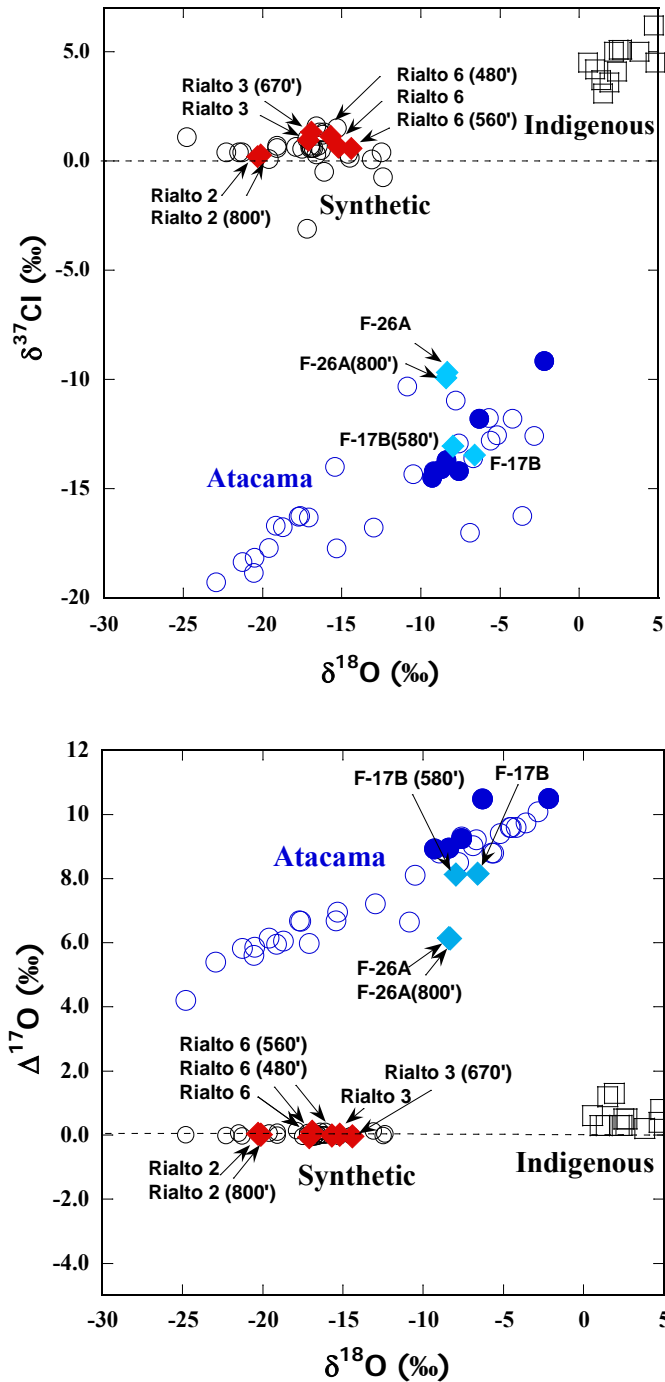 5.0
0.0
-5.0
-10
-15
-20
δ³⁷Cl (‰)
Rialto 3 (670')
Rialto 3
Rialto 6 (480')
Rialto 6
Rialto 6 (560')
Indigenous
Rialto 2
Rialto 2 (800')
Synthetic
F-26A
F-26A(800')
F-17B(580')
F-17B
Atacama
-30 -25 -20 -15 -10 -5 0 5
δ¹⁸O (‰)
12
10
8.0
6.0
4.0
2.0
0.0
-2.0
-4.0
Δ¹⁷O (‰)
F-17B (580')
F-17B
Atacama
F-26A
F-26A(800')
Rialto 6 (560')
Rialto 6 (480')
Rialto 6
Rialto 3 (670')
Rialto 3
Rialto 2
Rialto 2 (800')
Synthetic
Indigenous
-30 -25 -20 -15 -10 -5 0 5
δ¹⁸O (‰)